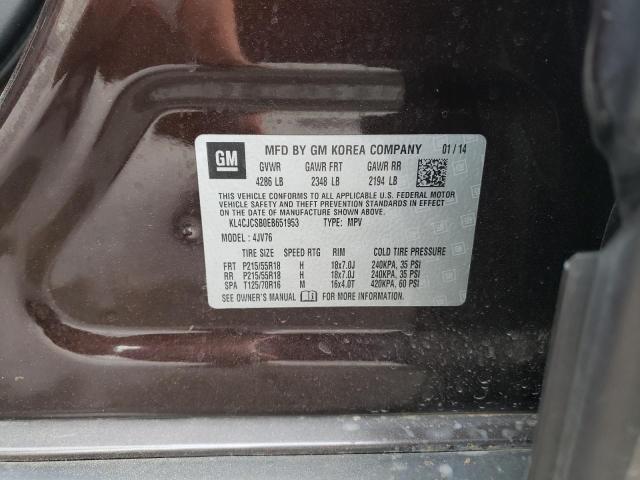 GM
MFD BY GM KOREA COMPANY 01 / 14
GVWR GAWR FRT GAWR RR
4286 LB 2348 LB 2194 LB
THIS VEHICLE CONFORMS TO ALL APPLICABLE U.S. FEDERAL MOTOR
VEHICLE SAFETY AND THEFT PREVENTION STANDARDS IN EFFECT ON
THE DATE OF MANUFACTURE SHOWN ABOVE.
KL4CJCSB0EB651953 TYPE: MPV
MODEL : 4JV76
TIRE SIZE SPEED RTG RIM COLD TIRE PRESSURE
FRT P215/55R18 H 18x7.0J 240KPA, 35 PSI
RR P215/55R18 H 18x7.0J 240KPA, 35 PSI
SPA T125/70R16 M 16x4.0T 420KPA, 60 PSI
SEE OWNER'S MANUAL FOR MORE INFORMATION.